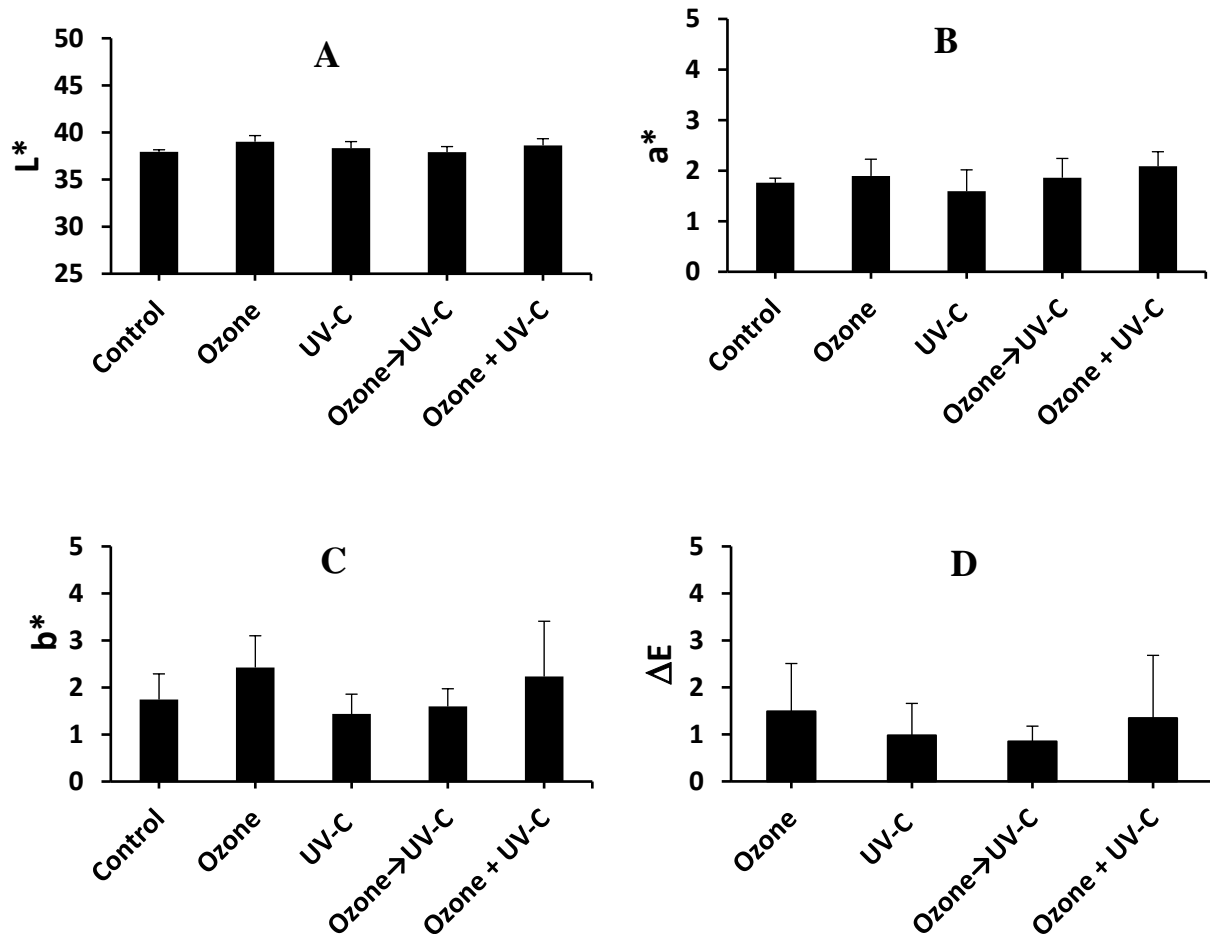 A
L*
50
45
40
35
30
25
Control
Ozone
UV-C
Ozone→UV-C
Ozone + UV-C
B
a*
5
4
3
2
1
0
Control
Ozone
UV-C
Ozone→UV-C
Ozone + UV-C
C
b*
5
4
3
2
1
0
Control
Ozone
UV-C
Ozone→UV-C
Ozone + UV-C
D
ΔE
5
4
3
2
1
0
Ozone
UV-C
Ozone→UV-C
Ozone + UV-C